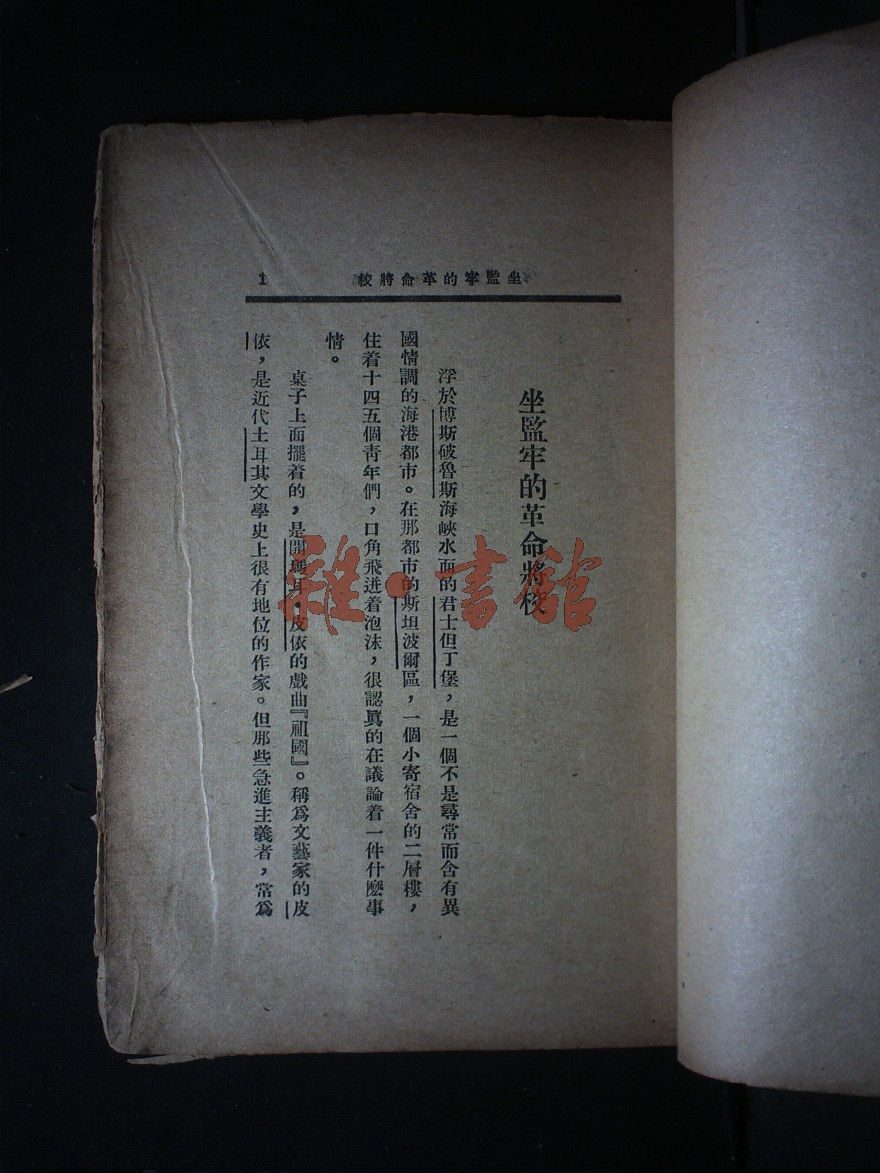 坐監牢的革命將校
1
坐監牢的革命將校
浮於博斯破魯斯海峽水面的君士但丁堡，是一個不是尋常而含有異
國情調的海港都市。在那都市的斯坦波爾區，一個小寄宿舍的二層樓，
住着十四五個青年們，口角飛迸着泡沫，很認眞的在議論着一件什麼事
情。
桌子上面擺着的，是開耳・皮依的戲曲『祖國』。稱爲文藝家的皮
依，是近代土耳其文學史上很有地位的作家。但那些急進主義者，常爲
雜・書館